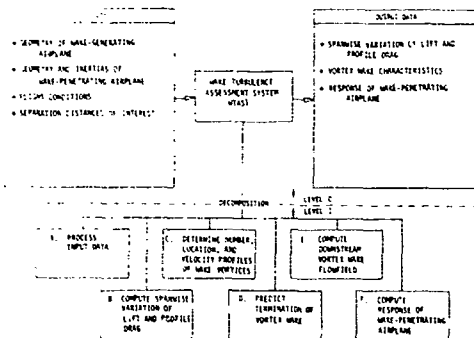 OUTPUT DATA
GEOMETRY OF WAKE-GENERATING
AIRPLANE
GEOMETRY AND INERTIAS OF
WAKE-PENETRATING AIRPLANE
FLIGHT CONDITIONS
SEPARATION DISTANCES OF INTEREST
WAKE TURBULENCE
ASSESSMENT SYSTEM
(WTAS)
SPANWISE VARIATION OF LIFT AND
PROFILE DRAG
VORTEX WAKE CHARACTERISTICS
RESPONSE OF WAKE-PENETRATING
AIRPLANE
DECOMPOSITION
LEVEL
LEVEL
PROCESS
INPUT DATA
C. DETERMINE NUMBER,
LOCATION, AND
VELOCITY PROFILES
OF WAKE VORTICES
E. COMPUTE
DOWNSTREAM
VORTEX WAKE
FLOWFIELD
B. COMPUTE SPANWISE
VARIATION OF
LIFT AND PROFILE
DRAG
D. PREDICT
TERMINATION OF
VORTEX WAKE
F. COMPUTE
RESPONSE OF
WAKE-PENETRATING
AIRPLANE